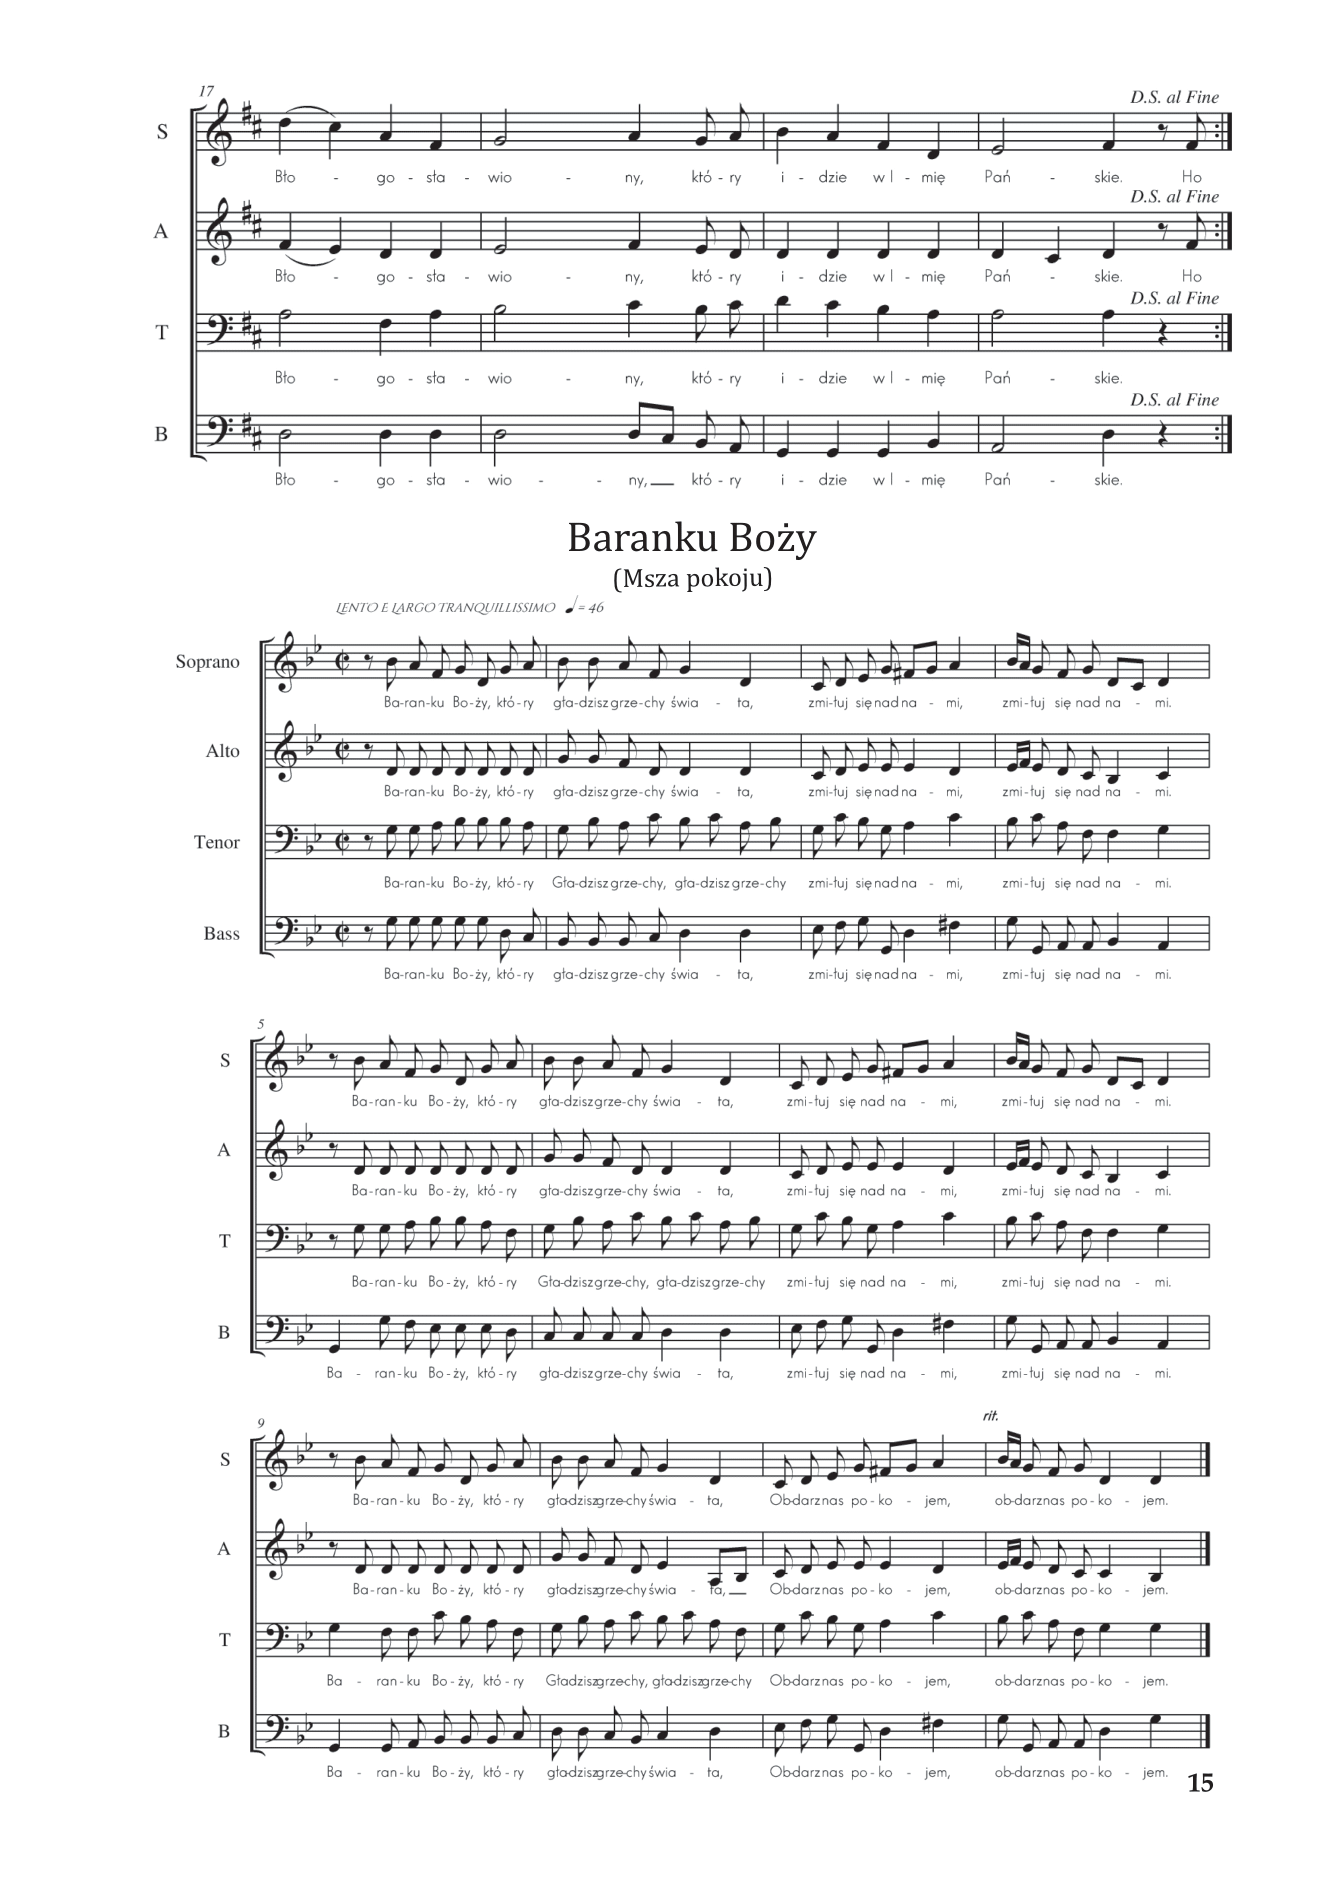 17
D.S. al Fine
S
Bło - go - sła - wio - ny, któ - ry i - dzie w I - mię Pań - skie. Ho
D.S. al Fine
A
Bło - go - sła - wio - ny, któ - ry i - dzie w I - mię Pań - skie. Ho
D.S. al Fine
T
Bło - go - sła - wio - ny, któ - ry i - dzie w I - mię Pań - skie.
D.S. al Fine
B
Bło - go - sła - wio - - ny, któ - ry i - dzie w I - mię Pań - skie.
Baranku Boży
(Msza pokoju)
Lento e Largo tranquillissimo ♩ = 46
Soprano
Ba-ran-ku Bo-ży, któ-ry gła-dzisz grze-chy świa - ta, zmi-łuj się nad na - mi, zmi-łuj się nad na - mi.
Alto
Ba-ran-ku Bo-ży, któ-ry gła-dzisz grze-chy świa - ta, zmi-łuj się nad na - mi, zmi-łuj się nad na - mi.
Tenor
Ba-ran-ku Bo-ży, któ-ry Gła-dzisz grze-chy, gła-dzisz grze-chy zmi-łuj się nad na - mi, zmi-łuj się nad na - mi.
Bass
Ba-ran-ku Bo-ży, któ-ry gła-dzisz grze-chy świa - ta, zmi-łuj się nad na - mi, zmi-łuj się nad na - mi.
5
S
Ba-ran-ku Bo-ży, któ-ry gła-dzisz grze-chy świa - ta, zmi-łuj się nad na - mi, zmi-łuj się nad na - mi.
A
Ba-ran-ku Bo-ży, któ-ry gła-dzisz grze-chy świa - ta, zmi-łuj się nad na - mi, zmi-łuj się nad na - mi.
T
Ba-ran-ku Bo-ży, któ-ry Gła-dzisz grze-chy, gła-dzisz grze-chy zmi-łuj się nad na - mi, zmi-łuj się nad na - mi.
B
Ba - ran-ku Bo-ży, któ-ry gła-dzisz grze-chy świa - ta, zmi-łuj się nad na - mi, zmi-łuj się nad na - mi.
9
rit.
S
Ba-ran-ku Bo-ży, któ-ry gła-dzisz grze-chy świa - ta, Ob-darz nas po-ko - jem, ob-darz nas po-ko - jem.
A
Ba-ran-ku Bo-ży, któ-ry gła-dzisz grze-chy świa - ta, Ob-darz nas po-ko - jem, ob-darz nas po-ko - jem.
T
Ba - ran-ku Bo-ży, któ-ry Gła-dzisz grze-chy, gła-dzisz grze-chy Ob-darz nas po-ko - jem, ob-darz nas po-ko - jem.
B
Ba - ran-ku Bo-ży, któ-ry gła-dzisz grze-chy świa - ta, Ob-darz nas po-ko - jem, ob-darz nas po-ko - jem.
15